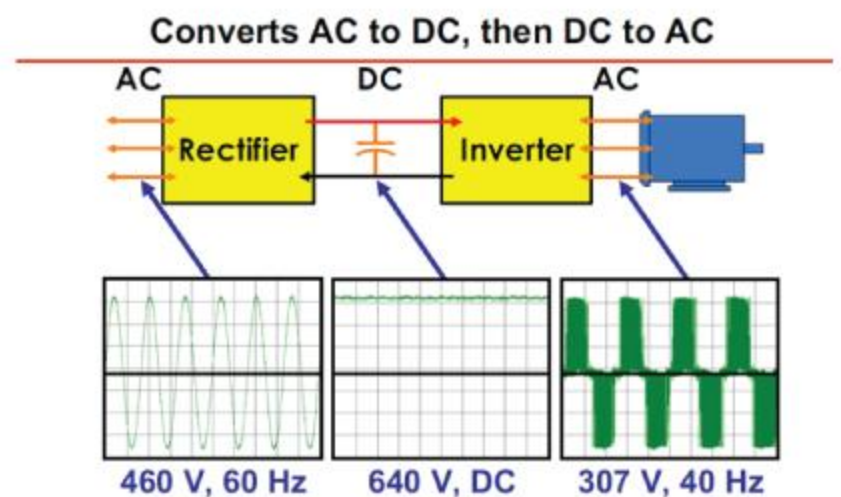 Converts AC to DC, then DC to AC
AC DC AC
Rectifier Inverter
460 V, 60 Hz 640 V, DC 307 V, 40 Hz